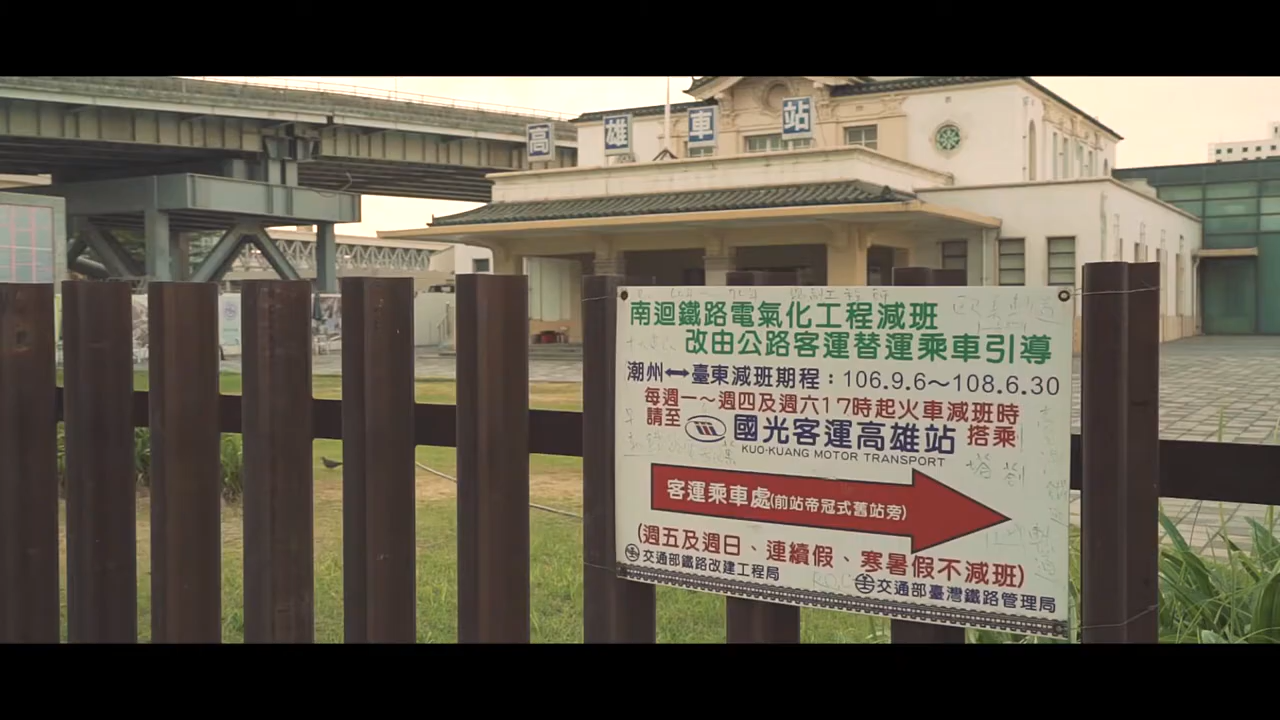 高雄車站
南迴鐵路電氣化工程減班
改由公路客運替運乘車引導
潮州↔臺東減班期程：106.9.6～108.6.30
每週一～週四及週六17時起火車減班時
請至 國光客運高雄站 搭乘
KUO-KUANG MOTOR TRANSPORT
客運乘車處(前站帝冠式舊站旁)
(週五及週日、連續假、寒暑假不減班)
交通部鐵路改建工程局
交通部臺灣鐵路管理局